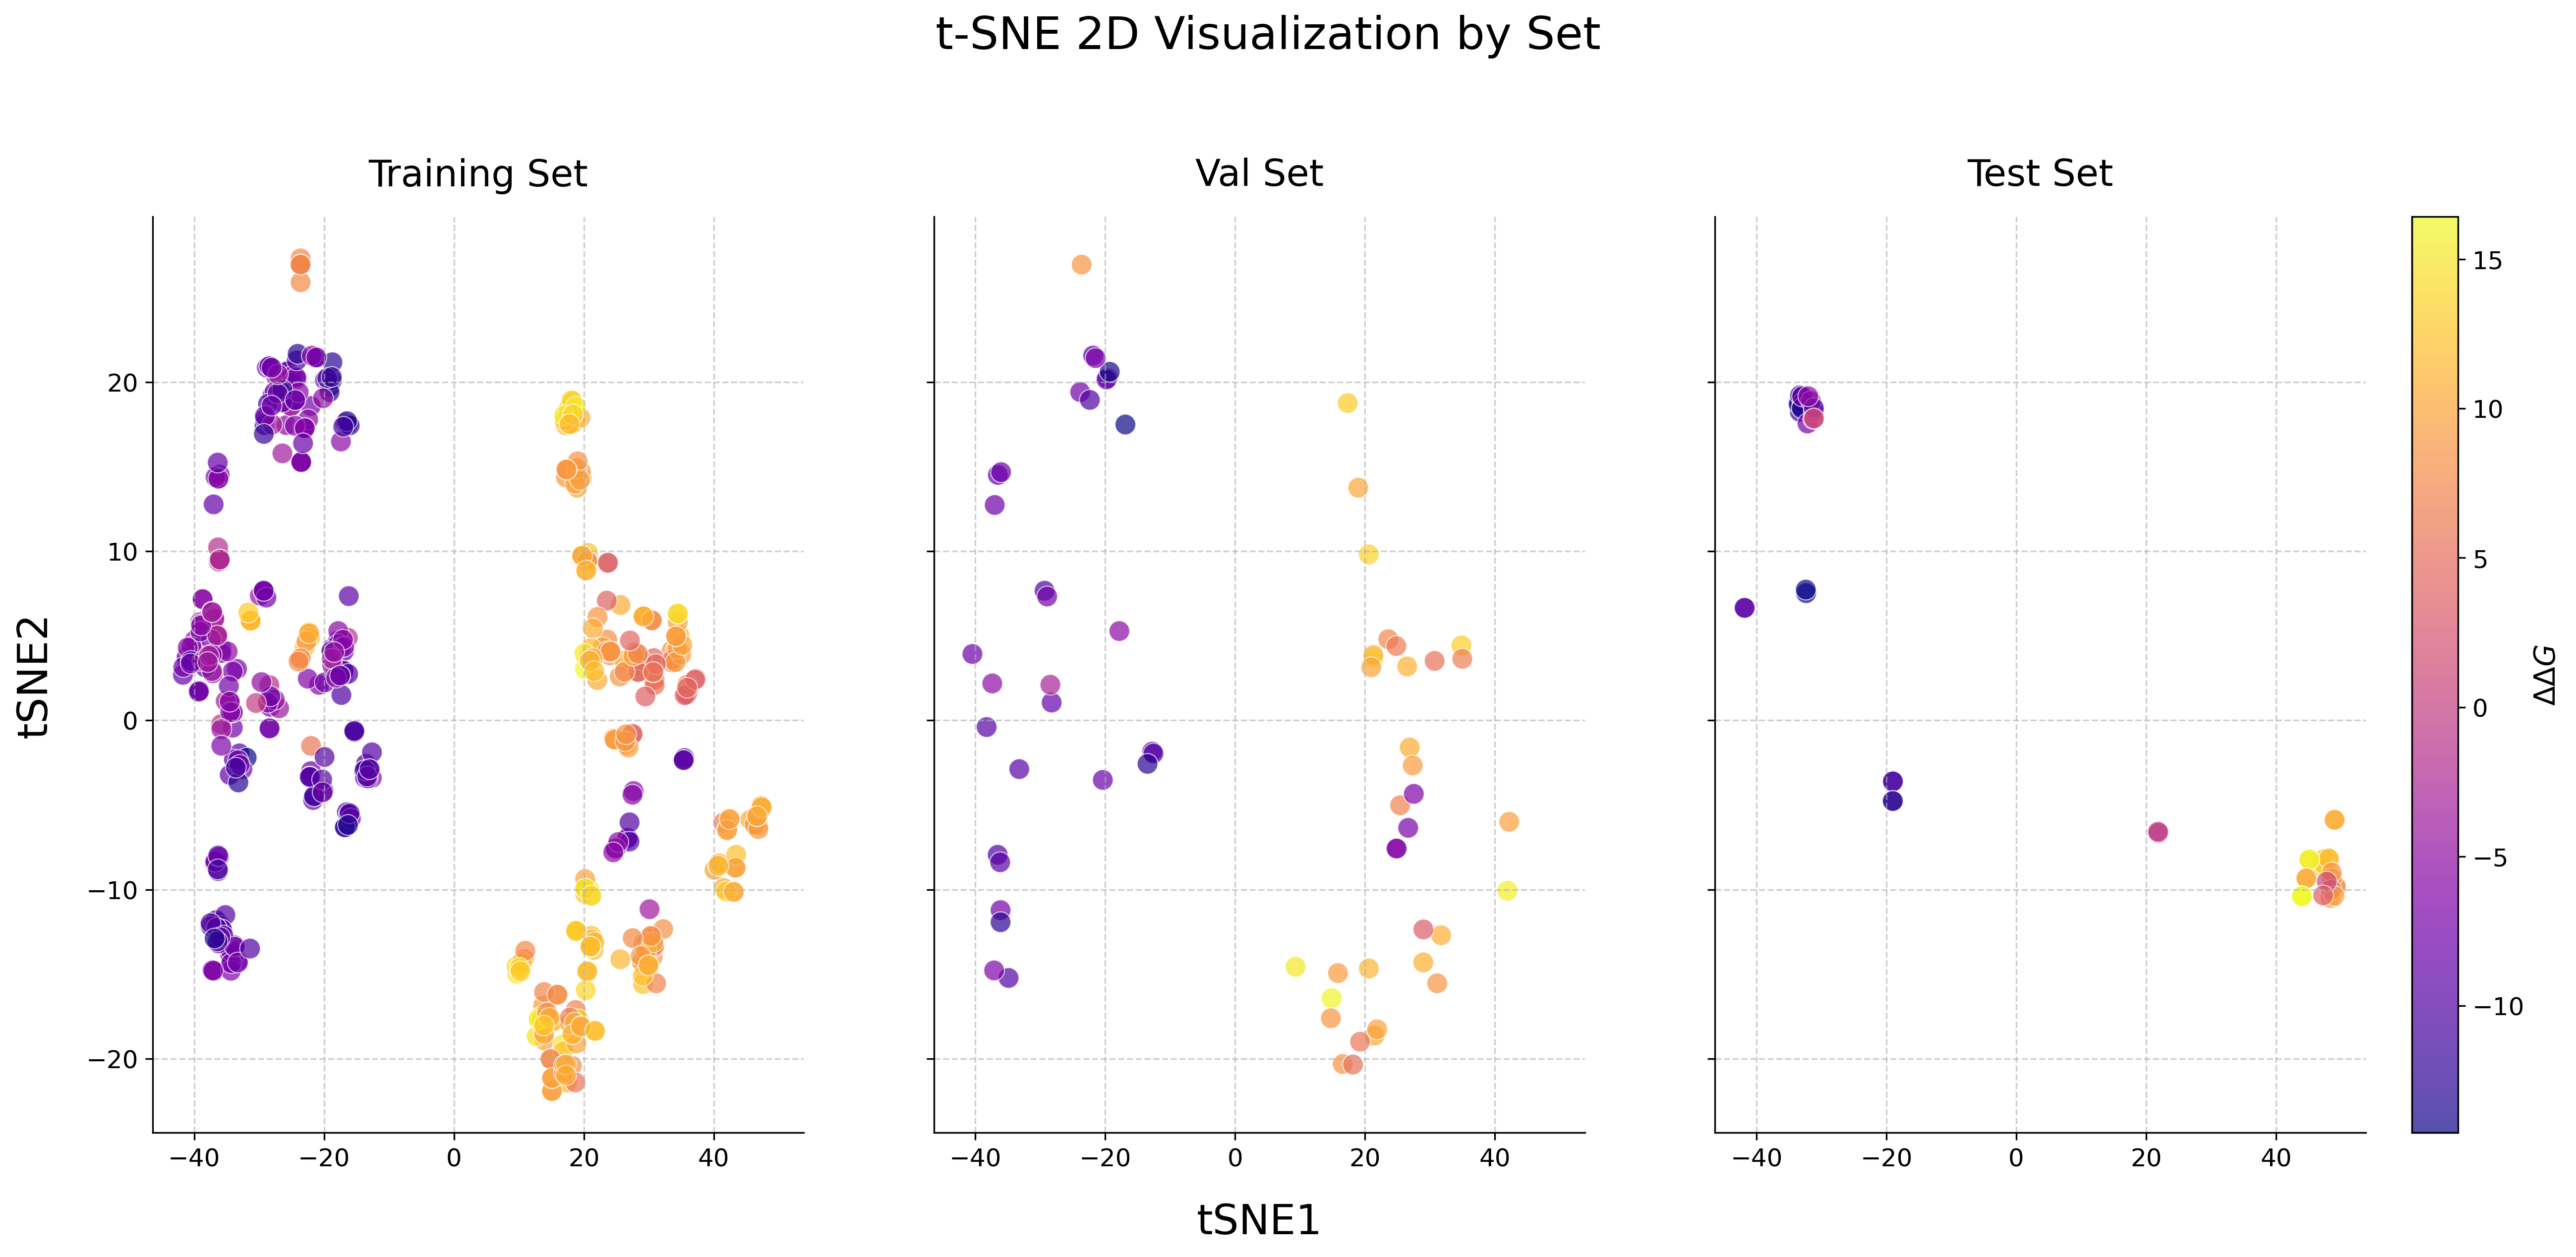 t-SNE 2D Visualization by Set
Training Set
Val Set
Test Set
tSNE2
20
10
0
−10
−20
−40 −20 0 20 40
−40 −20 0 20 40
−40 −20 0 20 40
tSNE1
15
10
5
0
−5
−10
ΔΔG